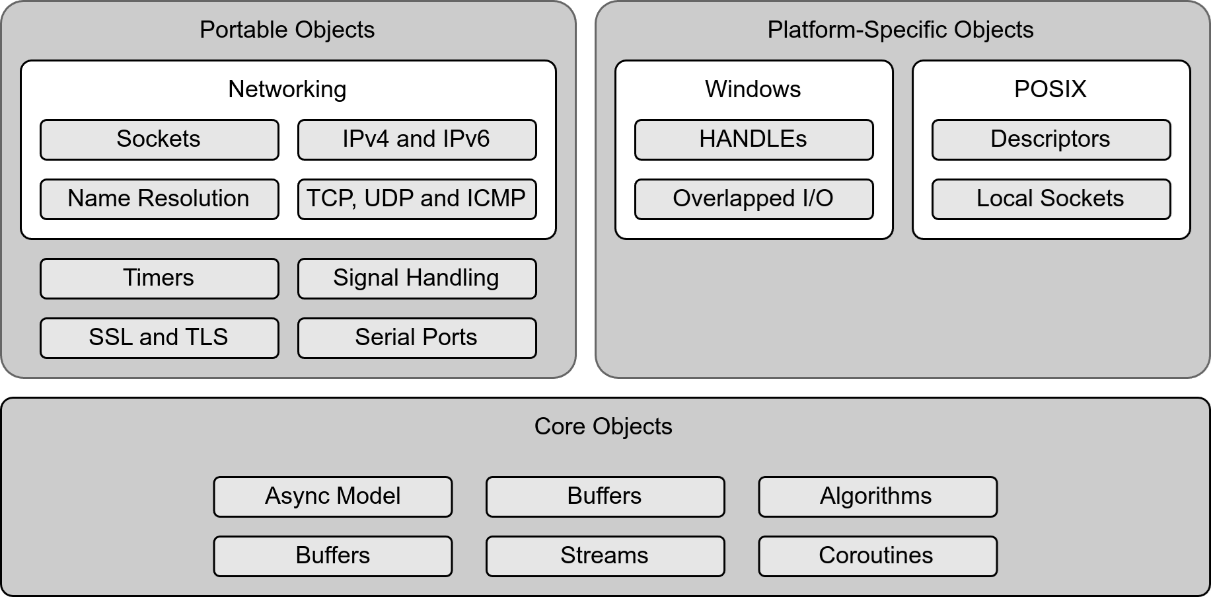 Portable Objects
Networking
Sockets
IPv4 and IPv6
Name Resolution
TCP, UDP and ICMP
Timers
Signal Handling
SSL and TLS
Serial Ports
Platform-Specific Objects
Windows
HANDLEs
Overlapped I/O
POSIX
Descriptors
Local Sockets
Core Objects
Async Model
Buffers
Algorithms
Buffers
Streams
Coroutines